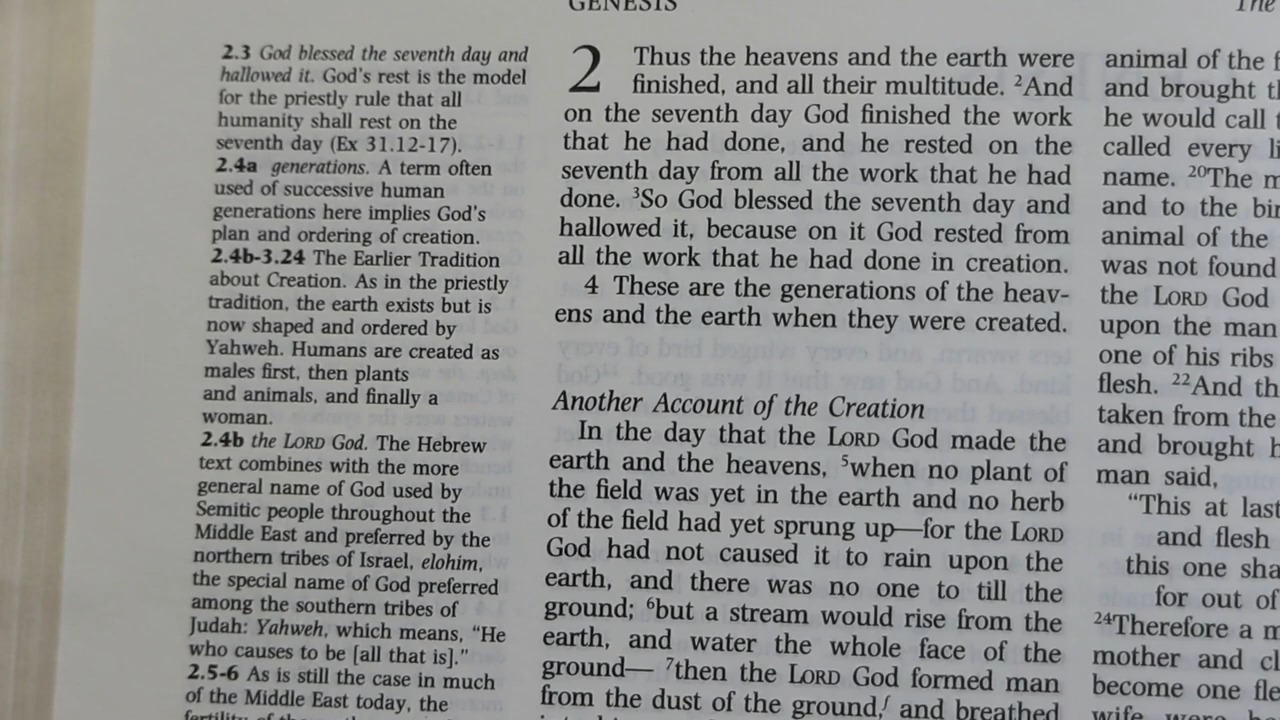 GENESIS
The
2.3 God blessed the seventh day and
hallowed it. God's rest is the model
for the priestly rule that all
humanity shall rest on the
seventh day (Ex 31.12-17).
2.4a generations. A term often
used of successive human
generations here implies God's
plan and ordering of creation.
2.4b-3.24 The Earlier Tradition
about Creation. As in the priestly
tradition, the earth exists but is
now shaped and ordered by
Yahweh. Humans are created as
males first, then plants
and animals, and finally a
woman.
2.4b the LORD God. The Hebrew
text combines with the more
general name of God used by
Semitic people throughout the
Middle East and preferred by the
northern tribes of Israel, elohim,
the special name of God preferred
among the southern tribes of
Judah: Yahweh, which means, “He
who causes to be [all that is].”
2.5-6 As is still the case in much
of the Middle East today, the
fertility of
2 Thus the heavens and the earth were
finished, and all their multitude. 2And
on the seventh day God finished the work
that he had done, and he rested on the
seventh day from all the work that he had
done. 3So God blessed the seventh day and
hallowed it, because on it God rested from
all the work that he had done in creation.
4 These are the generations of the heav-
ens and the earth when they were created.
Another Account of the Creation
In the day that the LORD God made the
earth and the heavens, 5when no plant of
the field was yet in the earth and no herb
of the field had yet sprung up—for the LORD
God had not caused it to rain upon the
earth, and there was no one to till the
ground; 6but a stream would rise from the
earth, and water the whole face of the
ground— 7then the LORD God formed man
from the dust of the ground,f and breathed
animal of the
and brought
he would call
called every
name. 20The
and to the
animal of the
was not found
the LORD God
upon the man
one of his ribs
flesh. 22And
taken from the
and brought
man said,
“This at last
and flesh
this one
for out of
24Therefore a
mother and
become one
wife were